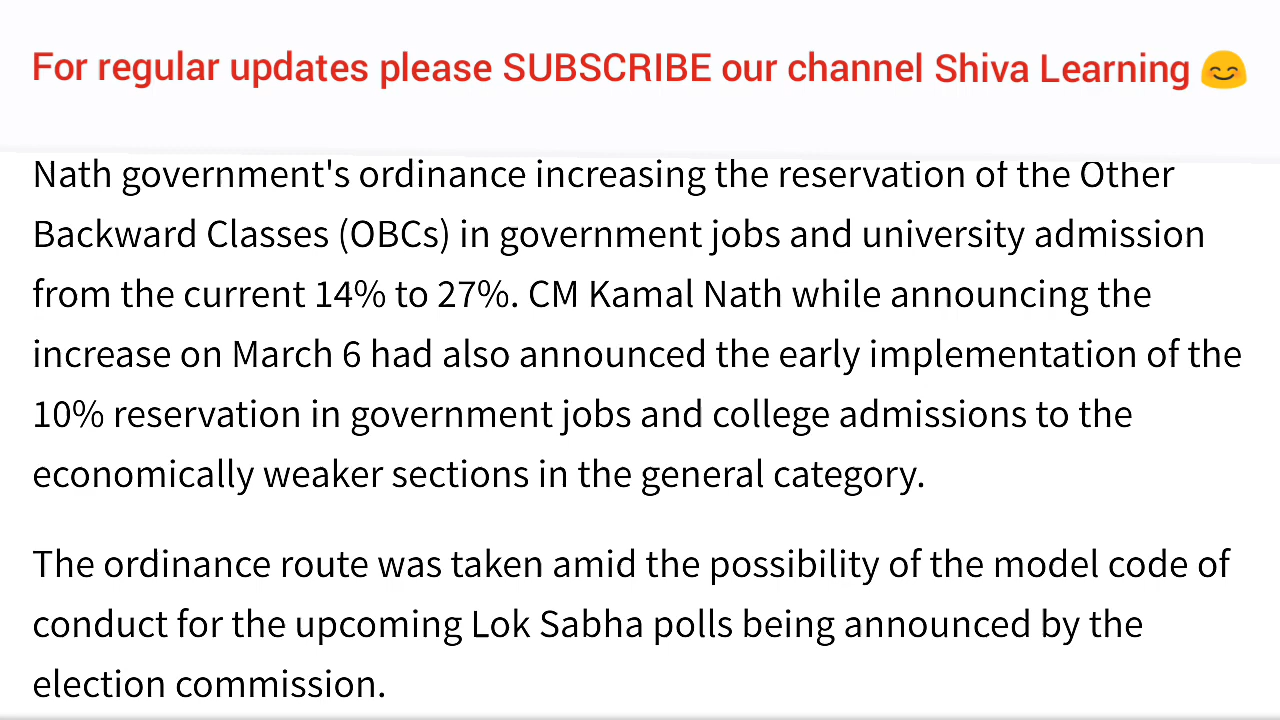 For regular updates please SUBSCRIBE our channel Shiva Learning 😊
Nath government's ordinance increasing the reservation of the Other
Backward Classes (OBCs) in government jobs and university admission
from the current 14% to 27%. CM Kamal Nath while announcing the
increase on March 6 had also announced the early implementation of the
10% reservation in government jobs and college admissions to the
economically weaker sections in the general category.
The ordinance route was taken amid the possibility of the model code of
conduct for the upcoming Lok Sabha polls being announced by the
election commission.